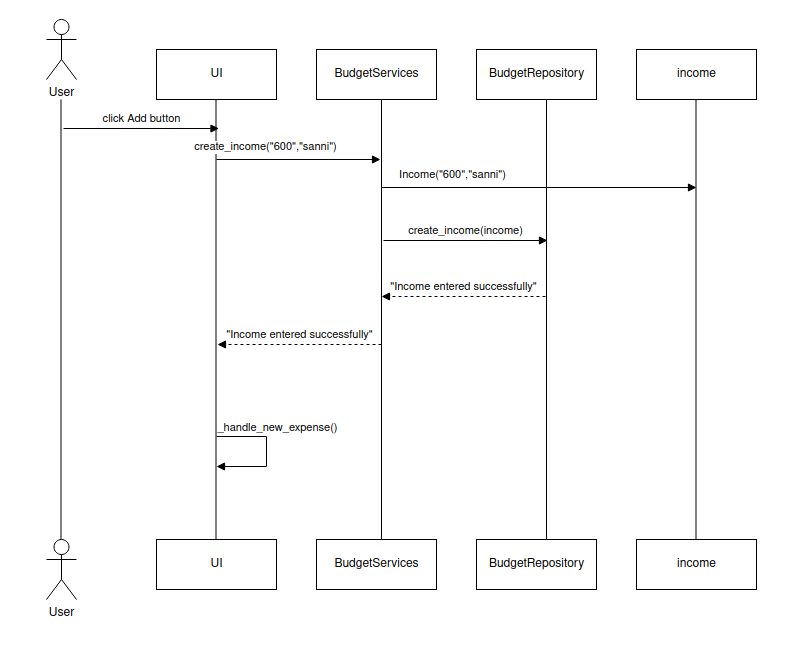 User
UI
BudgetServices
BudgetRepository
income
click Add button
create_income("600","sanni")
Income("600","sanni")
create_income(income)
"Income entered successfully"
"Income entered successfully"
_handle_new_expense()
User
UI
BudgetServices
BudgetRepository
income